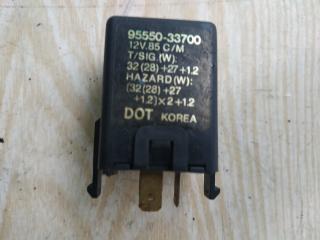 95550-33700
12V.85 C/M
T/SIG.(W):
32(28)+27+1.2
HAZARD(W):
(32(28)+27
+1.2)×2+1.2
DOT KOREA